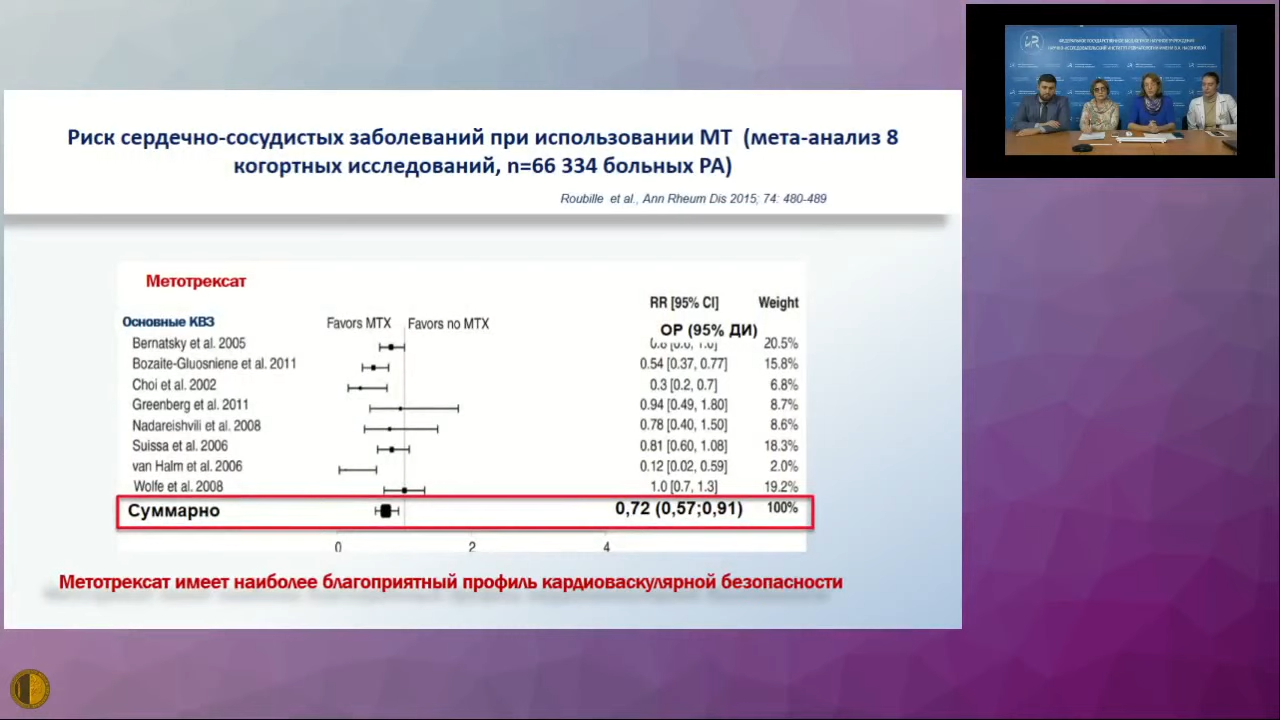 Риск сердечно-сосудистых заболеваний при использовании МТ (мета-анализ 8
когортных исследований, n=66 334 больных РА)
Roubille et al., Ann Rheum Dis 2015; 74: 480-489
Метотрексат
RR [95% CI] Weight
Основные КВЗ Favors MTX Favors no MTX ОР (95% ДИ)
Bernatsky et al. 2005 20.5%
Bozaite-Gluosniene et al. 2011 0.54 [0.37, 0.77] 15.8%
Choi et al. 2002 0.3 [0.2, 0.7] 6.8%
Greenberg et al. 2011 0.94 [0.49, 1.80] 8.7%
Nadareishvili et al. 2008 0.78 [0.40, 1.50] 8.6%
Suissa et al. 2006 0.81 [0.60, 1.08] 18.3%
van Halm et al. 2006 0.12 [0.02, 0.59] 2.0%
Wolfe et al. 2008 1.0 [0.7, 1.3] 19.2%
Суммарно 0,72 (0,57;0,91) 100%
0 2 4
Метотрексат имеет наиболее благоприятный профиль кардиоваскулярной безопасности